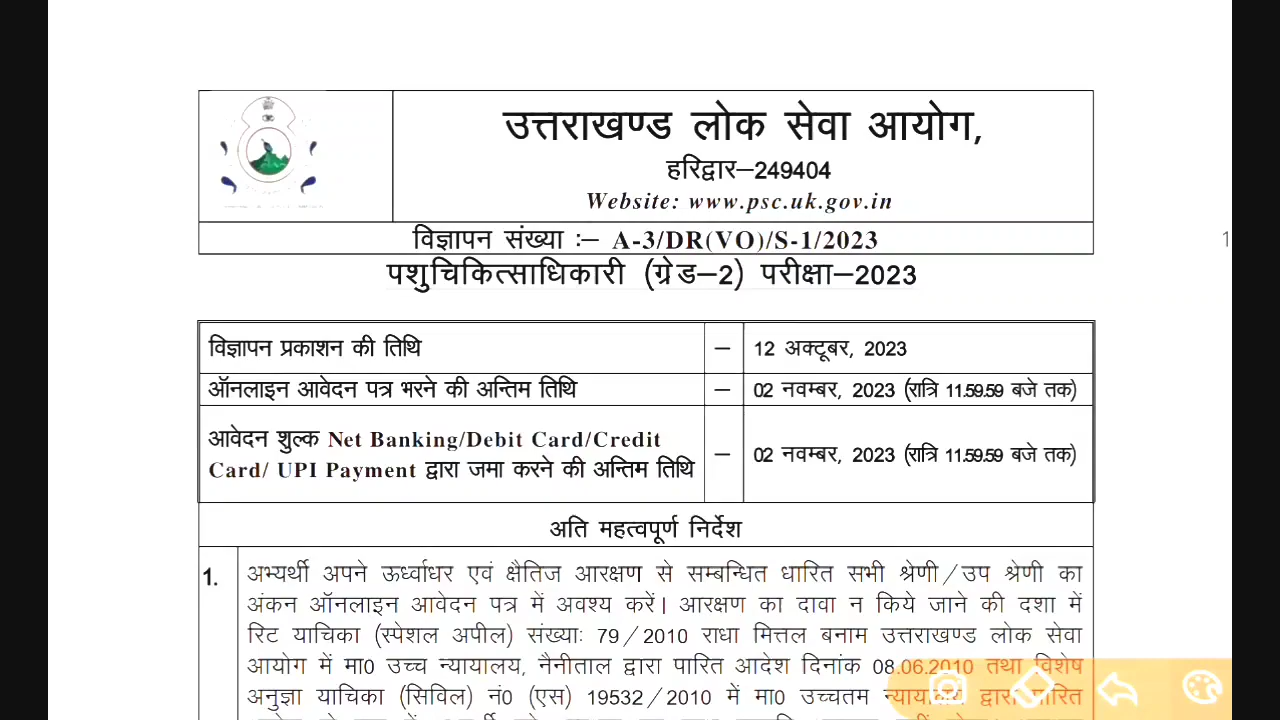 उत्तराखण्ड लोक सेवा आयोग,
हरिद्वार–249404
Website: www.psc.uk.gov.in
विज्ञापन संख्या :– A-3/DR(VO)/S-1/2023
1
पशुचिकित्साधिकारी (ग्रेड–2) परीक्षा–2023
विज्ञापन प्रकाशन की तिथि – 12 अक्टूबर, 2023
ऑनलाइन आवेदन पत्र भरने की अन्तिम तिथि – 02 नवम्बर, 2023 (रात्रि 11.59.59 बजे तक)
आवेदन शुल्क Net Banking/Debit Card/Credit
Card/ UPI Payment द्वारा जमा करने की अन्तिम तिथि – 02 नवम्बर, 2023 (रात्रि 11.59.59 बजे तक)
अति महत्वपूर्ण निर्देश
1. अभ्यर्थी अपने ऊर्ध्वाधर एवं क्षैतिज आरक्षण से सम्बन्धित धारित सभी श्रेणी/उप श्रेणी का
अंकन ऑनलाइन आवेदन पत्र में अवश्य करें। आरक्षण का दावा न किये जाने की दशा में
रिट याचिका (स्पेशल अपील) संख्याः 79/2010 राधा मित्तल बनाम उत्तराखण्ड लोक सेवा
आयोग में मा0 उच्च न्यायालय, नैनीताल द्वारा पारित आदेश दिनांक 08.06.2010 तथा विशेष
अनुज्ञा याचिका (सिविल) नं0 (एस) 19532/2010 में मा0 उच्चतम न्यायालय द्वारा पारित